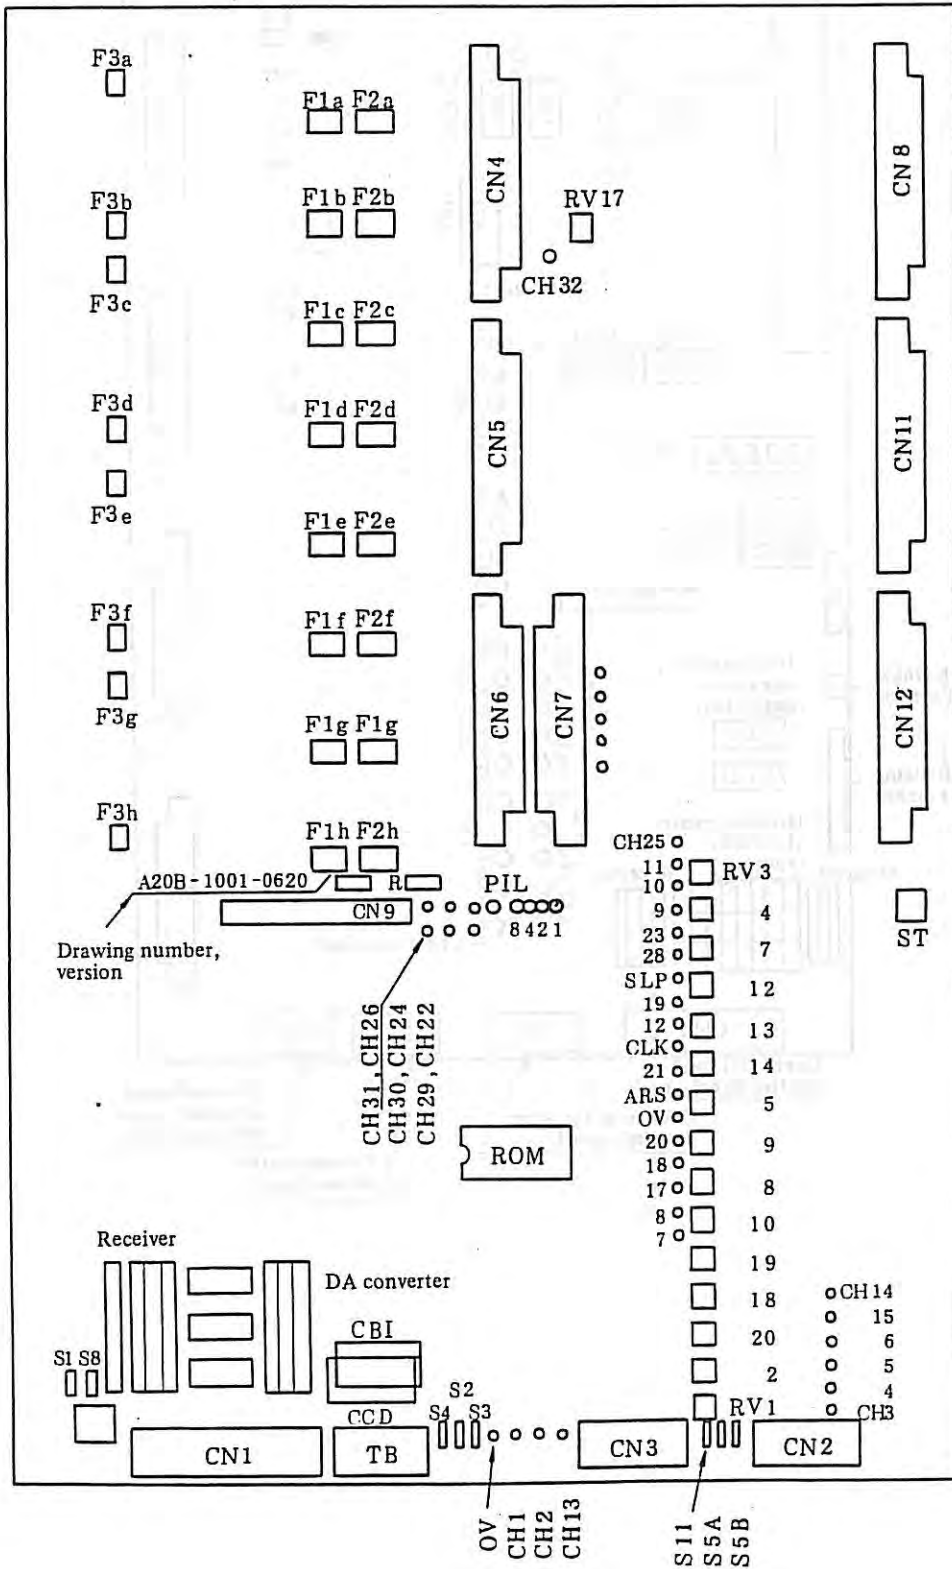 F3a
F1a F2a
CN4
CN8
F3b
F1b F2b
RV17
CH32
F3c
F1c F2c
F3d
F1d F2d
CN5
CN11
F3e
F1e F2e
F3f
F1f F2f
CN6
CN7
CN12
F3g
F1g F1g
F3h
F1h F2h
CH25
11
RV3
10
A20B-1001-0620
R
PIL
CN9
9
4
8421
ST
Drawing number,
version
23
7
28
SLP
12
19
12
13
CLK
14
21
ARS
5
OV
CH31, CH26
CH30, CH24
CH29, CH22
20
9
18
ROM
17
8
8
10
7
Receiver
19
DA converter
18
CH14
15
CBI
20
6
S1 S8
2
5
S2
4
CCD
S4
S3
RV1
CH3
CN1
TB
CN3
CN2
OV
CH1
CH2
CH13
S11
S5A
S5B